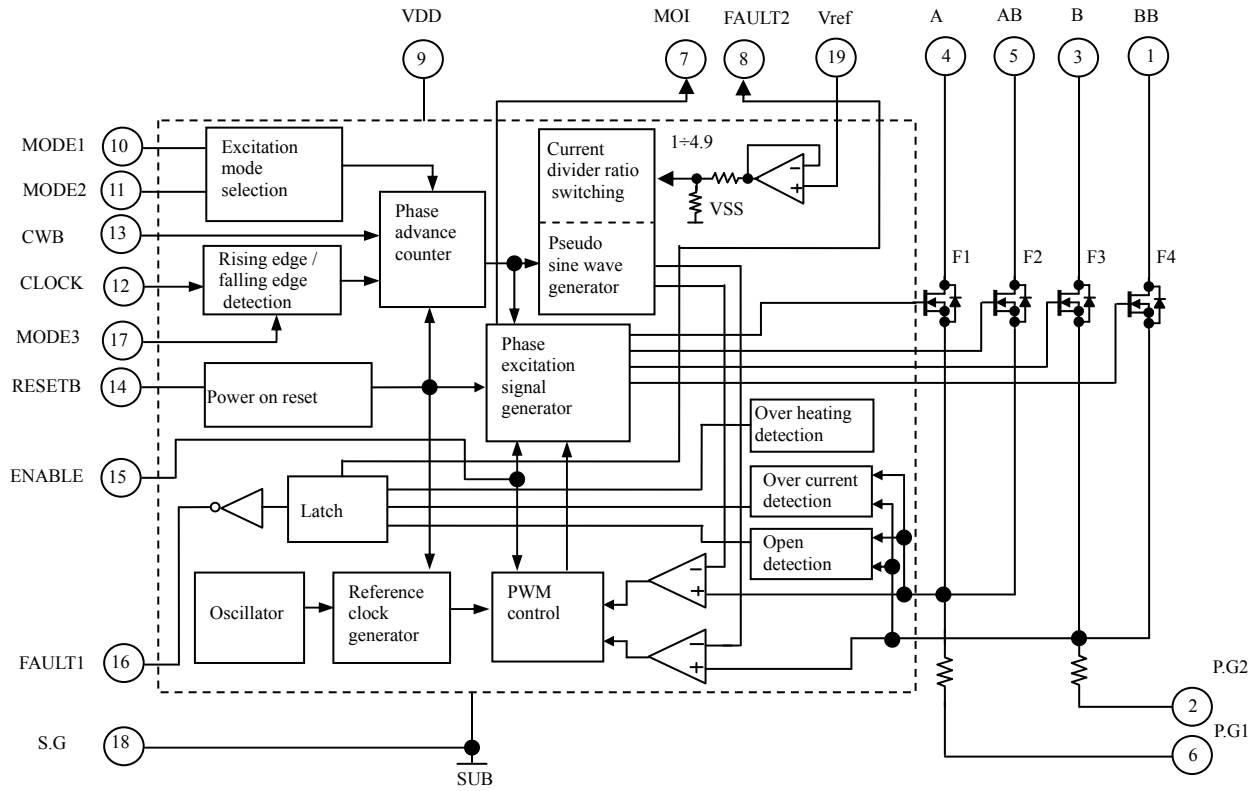 VDD
MOI
FAULT2
Vref
A
AB
B
BB
9
7
8
19
4
5
3
1
MODE1
10
MODE2
11
CWB
13
CLOCK
12
MODE3
17
RESETB
14
ENABLE
15
FAULT1
16
S.G
18
Excitation
mode
selection
Phase
advance
counter
Rising edge /
falling edge
detection
Current
divider ratio
switching
Pseudo
sine wave
generator
1÷4.9
−
+
VSS
F1
F2
F3
F4
Power on reset
Phase
excitation
signal
generator
Over heating
detection
Over current
detection
Open
detection
Latch
Oscillator
Reference
clock
generator
PWM
control
−
+
−
+
P.G2
2
P.G1
6
SUB